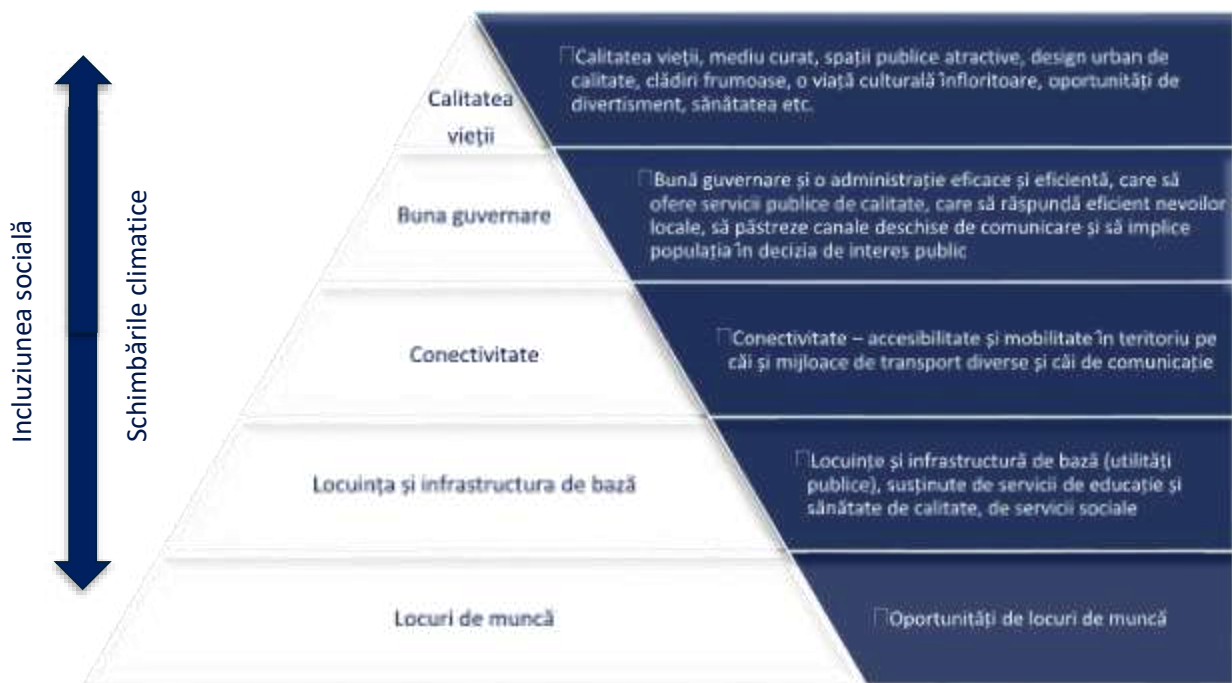 Incluziunea socială
Schimbările climatice
Calitatea
vieții
Calitatea vieții, mediu curat, spații publice atractive, design urban de
calitate, clădiri frumoase, o viață culturală înfloritoare, oportunități de
divertisment, sănătatea etc.
Buna guvernare
Bună guvernare și o administrație eficace și eficientă, care să
ofere servicii publice de calitate, care să răspundă eficient nevoilor
locale, să păstreze canale deschise de comunicare și să implice
populația în decizia de interes public
Conectivitate
Conectivitate – accesibilitate și mobilitate în teritoriu pe
căi și mijloace de transport diverse și căi de comunicație
Locuința și infrastructura de bază
Locuințe și infrastructură de bază (utilități
publice), susținute de servicii de educație și
sănătate de calitate, de servicii sociale
Locuri de muncă
Oportunități de locuri de muncă